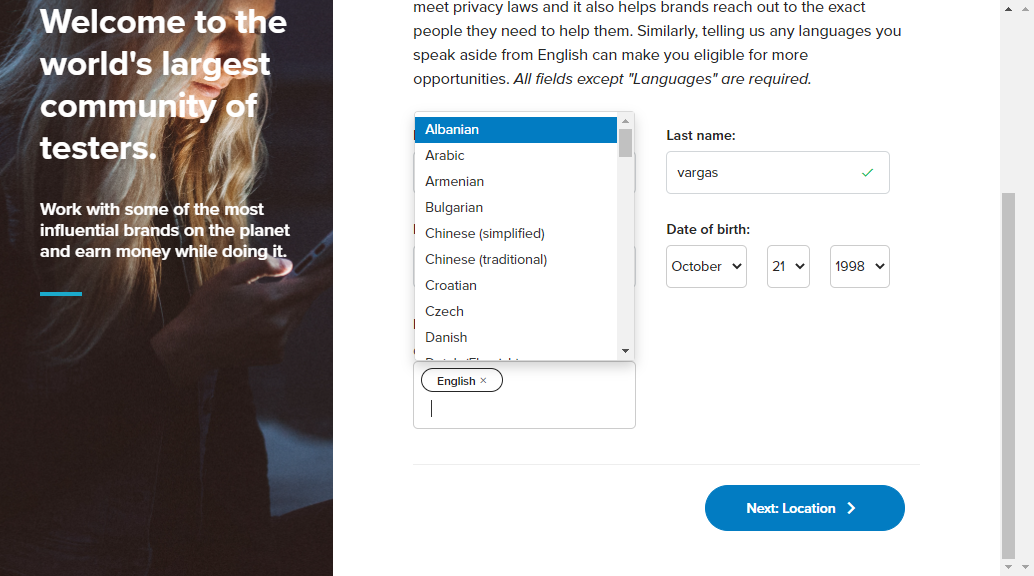 Welcome to the
world's largest
community of
testers.
Work with some of the most
influential brands on the planet
and earn money while doing it.
meet privacy laws and it also helps brands reach out to the exact
people they need to help them. Similarly, telling us any languages you
speak aside from English can make you eligible for more
opportunities. All fields except "Languages" are required.
Albanian
Arabic
Armenian
Bulgarian
Chinese (simplified)
Chinese (traditional)
Croatian
Czech
Danish
English ×
Last name:
vargas
Date of birth:
October 21 1998
Next: Location